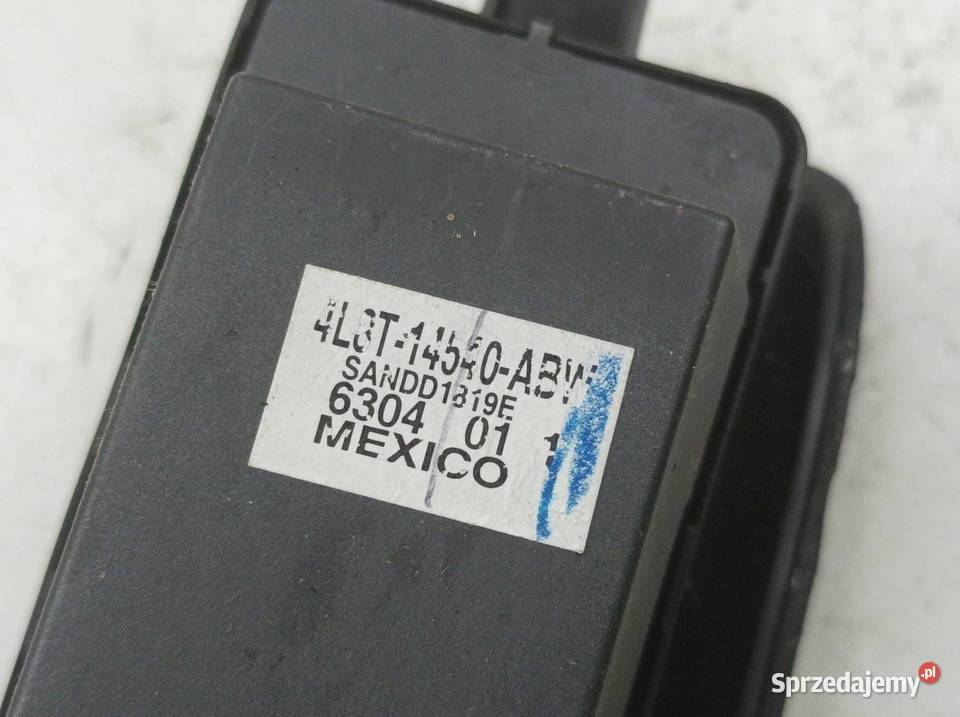 4L3T-14540-ABW
SANDD1819E
6304 01 1
MEXICO
Sprzedajemy.pl